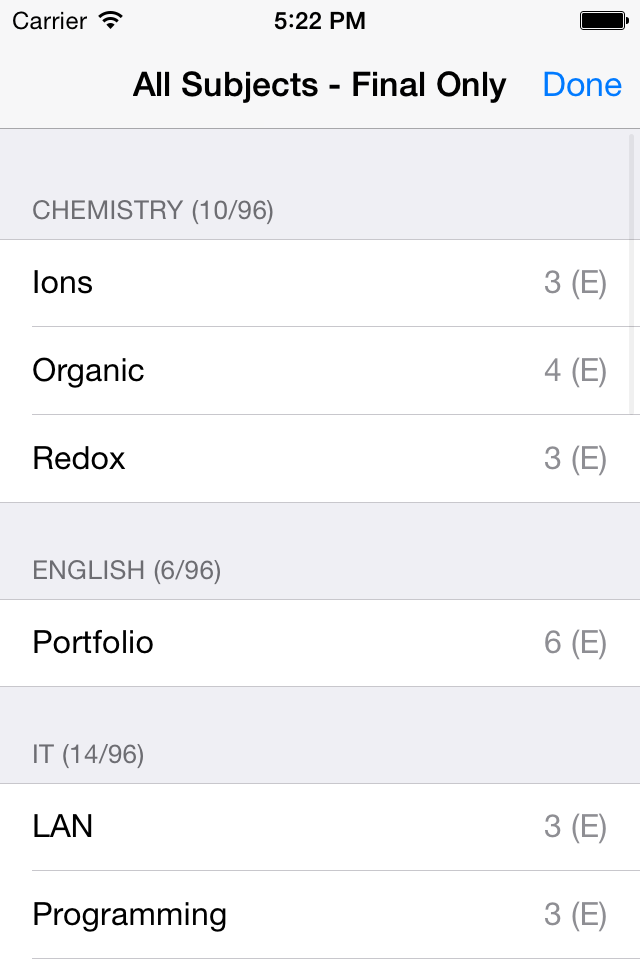 Carrier 5:22 PM
All Subjects - Final Only Done
CHEMISTRY (10/96)
Ions 3 (E)
Organic 4 (E)
Redox 3 (E)
ENGLISH (6/96)
Portfolio 6 (E)
IT (14/96)
LAN 3 (E)
Programming 3 (E)